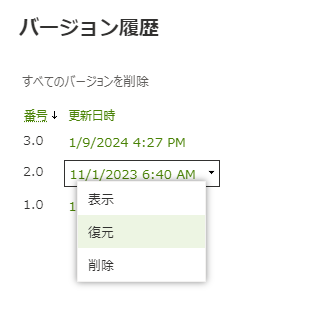 バージョン履歴
すべてのバージョンを削除
番号↓ 更新日時
3.0 1/9/2024 4:27 PM
2.0 11/1/2023 6:40 AM
1.0 1
表示
復元
削除